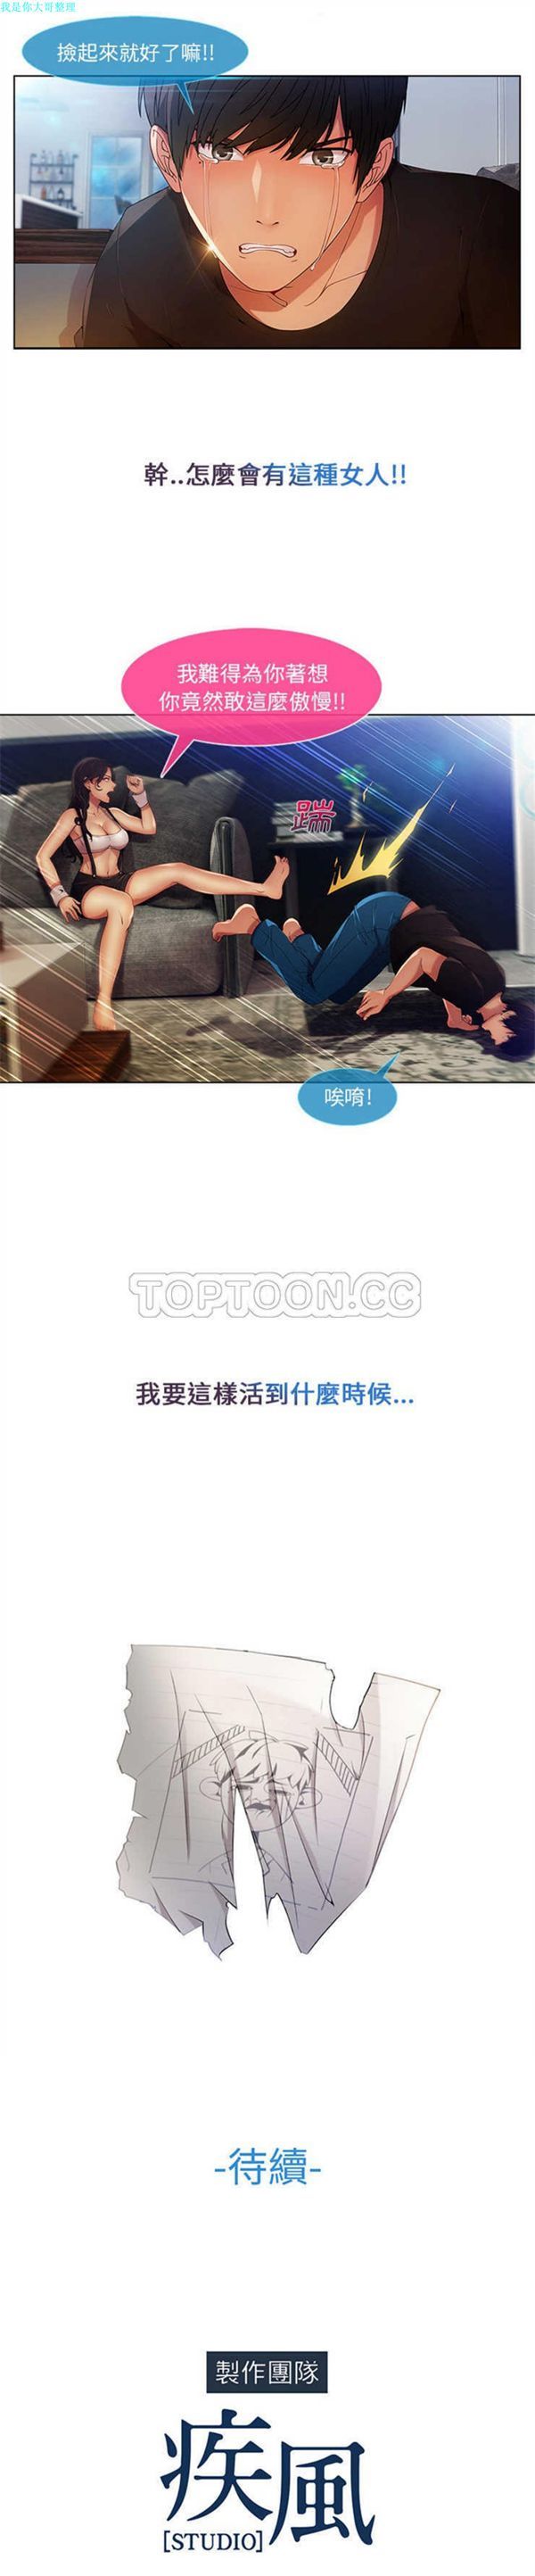 我是你大哥整理
撿起來就好了嘛!!
幹..怎麼會有這種女人!!
我難得為你著想
你竟然敢這麼傲慢!!
踹
唉唷!
TOPTOON.CC
我要這樣活到什麼時候...
-待續-
製作團隊
疾風
[STUDIO]